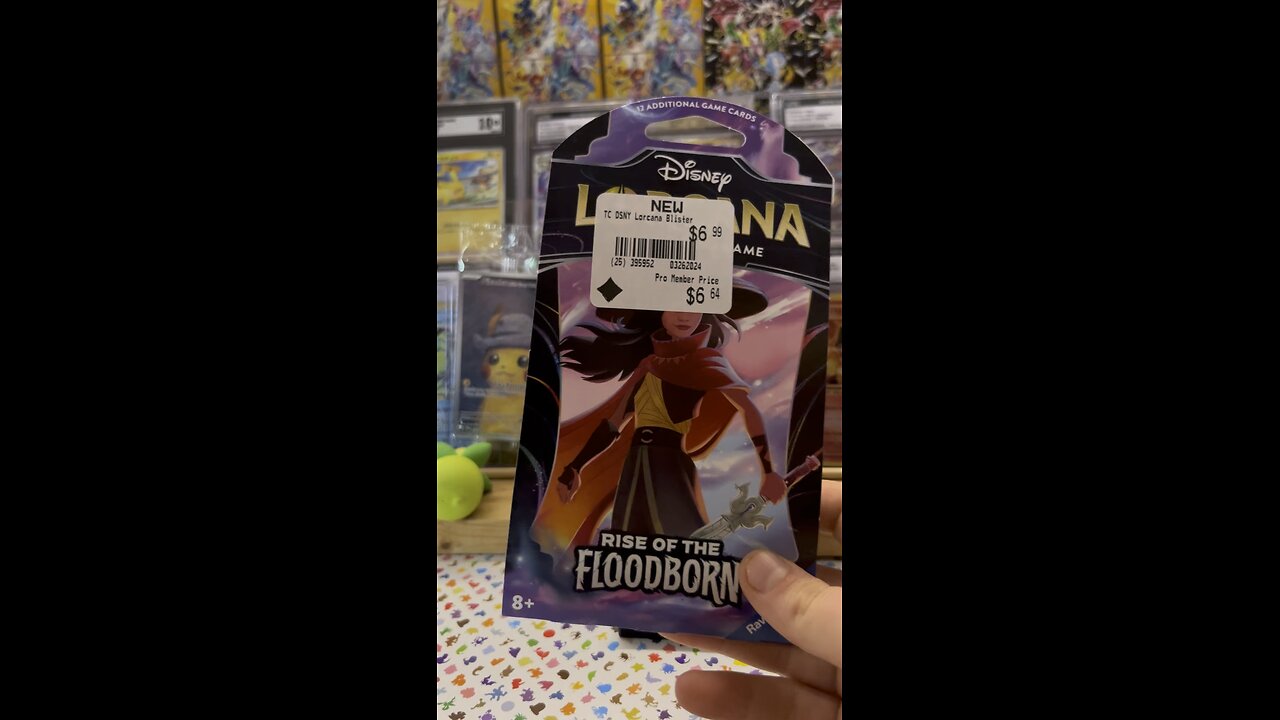 12 ADDITIONAL GAME CARDS
Disney
NEW
TC DSNY Lorcana Blister
$6 99
(25) 395952 03262024
Pro Member Price
$6 64
RISE OF THE
FLOODBORN
8+
10